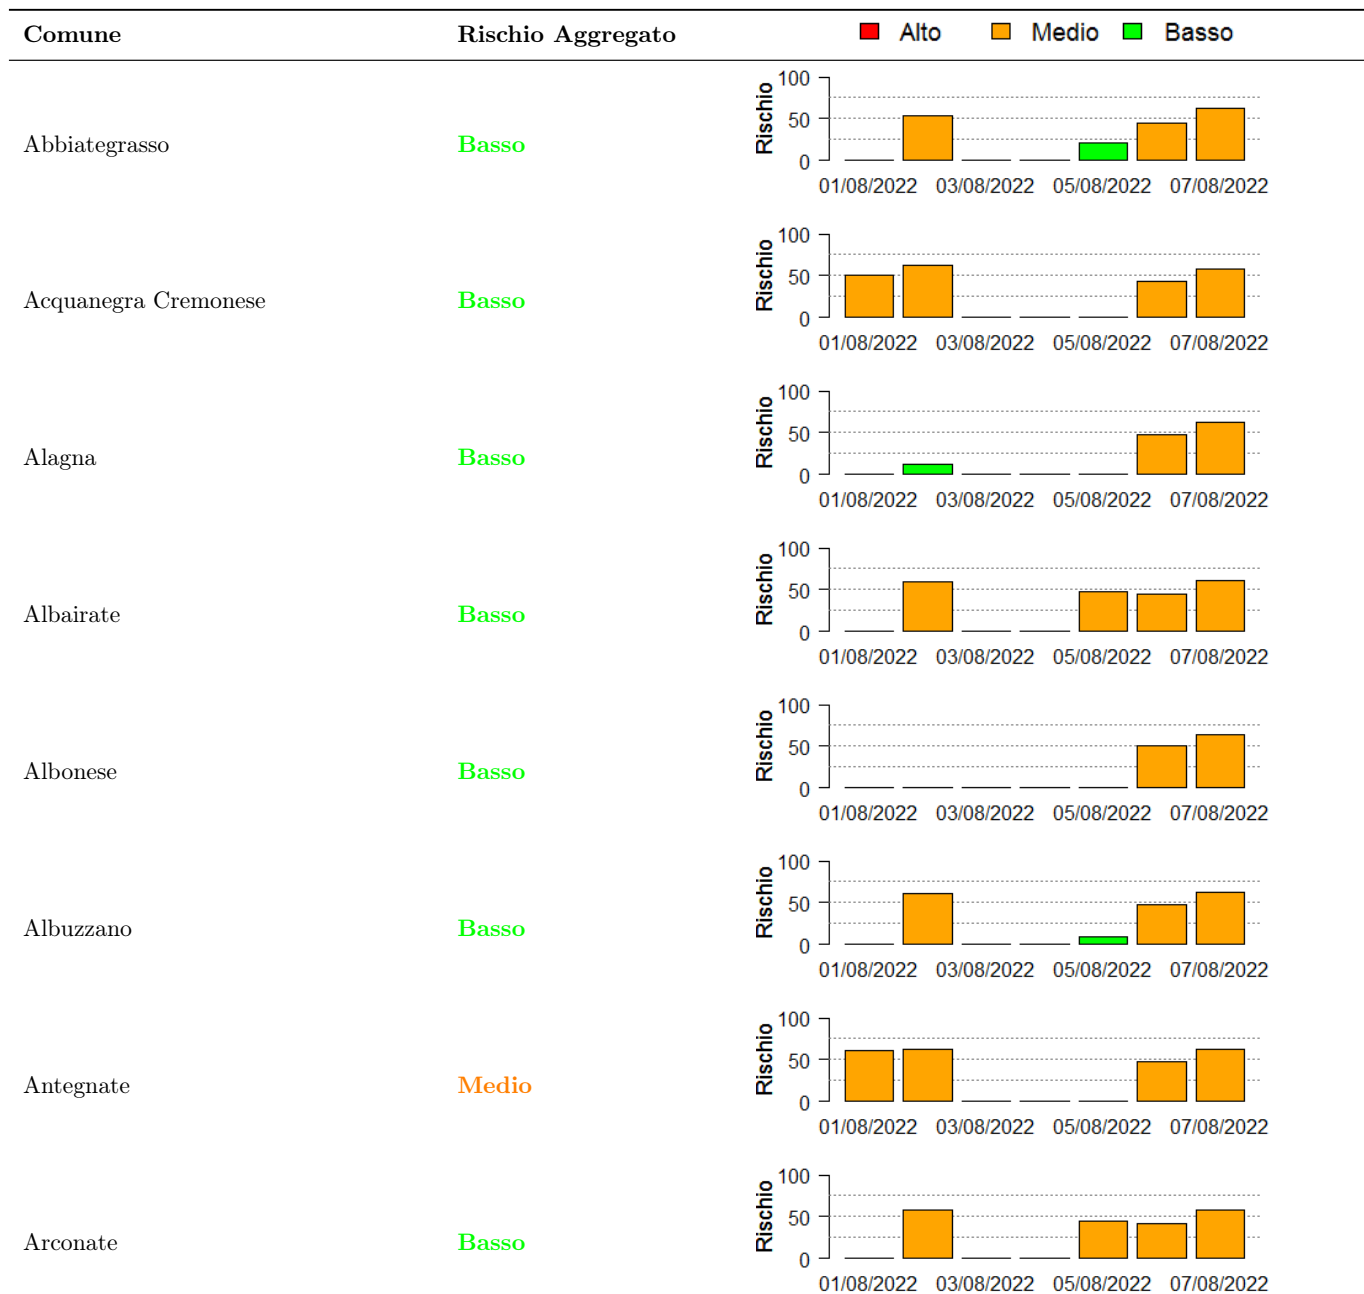 Comune Rischio Aggregato Alto Medio Basso
100
Rischio
50
0
Abbiategrasso Basso
01/08/2022 03/08/2022 05/08/2022 07/08/2022
100
Rischio
50
0
Acquanegra Cremonese Basso
01/08/2022 03/08/2022 05/08/2022 07/08/2022
100
Rischio
50
0
Alagna Basso
01/08/2022 03/08/2022 05/08/2022 07/08/2022
100
Rischio
50
0
Albairate Basso
01/08/2022 03/08/2022 05/08/2022 07/08/2022
100
Rischio
50
0
Albonese Basso
01/08/2022 03/08/2022 05/08/2022 07/08/2022
100
Rischio
50
0
Albuzzano Basso
01/08/2022 03/08/2022 05/08/2022 07/08/2022
100
Rischio
50
0
Antegnate Medio
01/08/2022 03/08/2022 05/08/2022 07/08/2022
100
Rischio
50
0
Arconate Basso
01/08/2022 03/08/2022 05/08/2022 07/08/2022